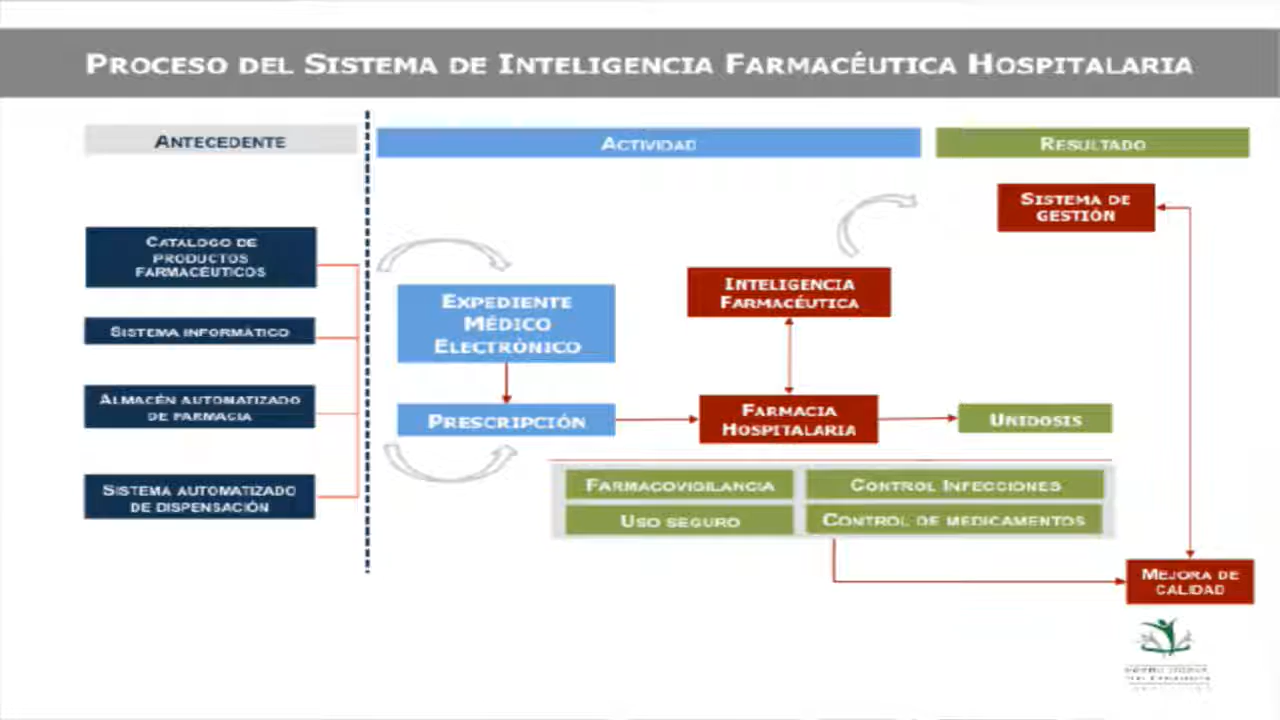 PROCESO DEL SISTEMA DE INTELIGENCIA FARMACÉUTICA HOSPITALARIA
ANTECEDENTE
ACTIVIDAD
RESULTADO
CATALOGO DE
PRODUCTOS
FARMACÉUTICOS
SISTEMA INFORMÁTICO
ALMACÉN AUTOMATIZADO
DE FARMACIA
SISTEMA AUTOMATIZADO
DE DISPENSACIÓN
EXPEDIENTE
MÉDICO
ELECTRÓNICO
PRESCRIPCIÓN
INTELIGENCIA
FARMACÉUTICA
FARMACIA
HOSPITALARIA
SISTEMA DE
GESTIÓN
UNIDOSIS
FARMACOVIGILANCIA
CONTROL INFECCIONES
USO SEGURO
CONTROL DE MEDICAMENTOS
MEJORA DE
CALIDAD